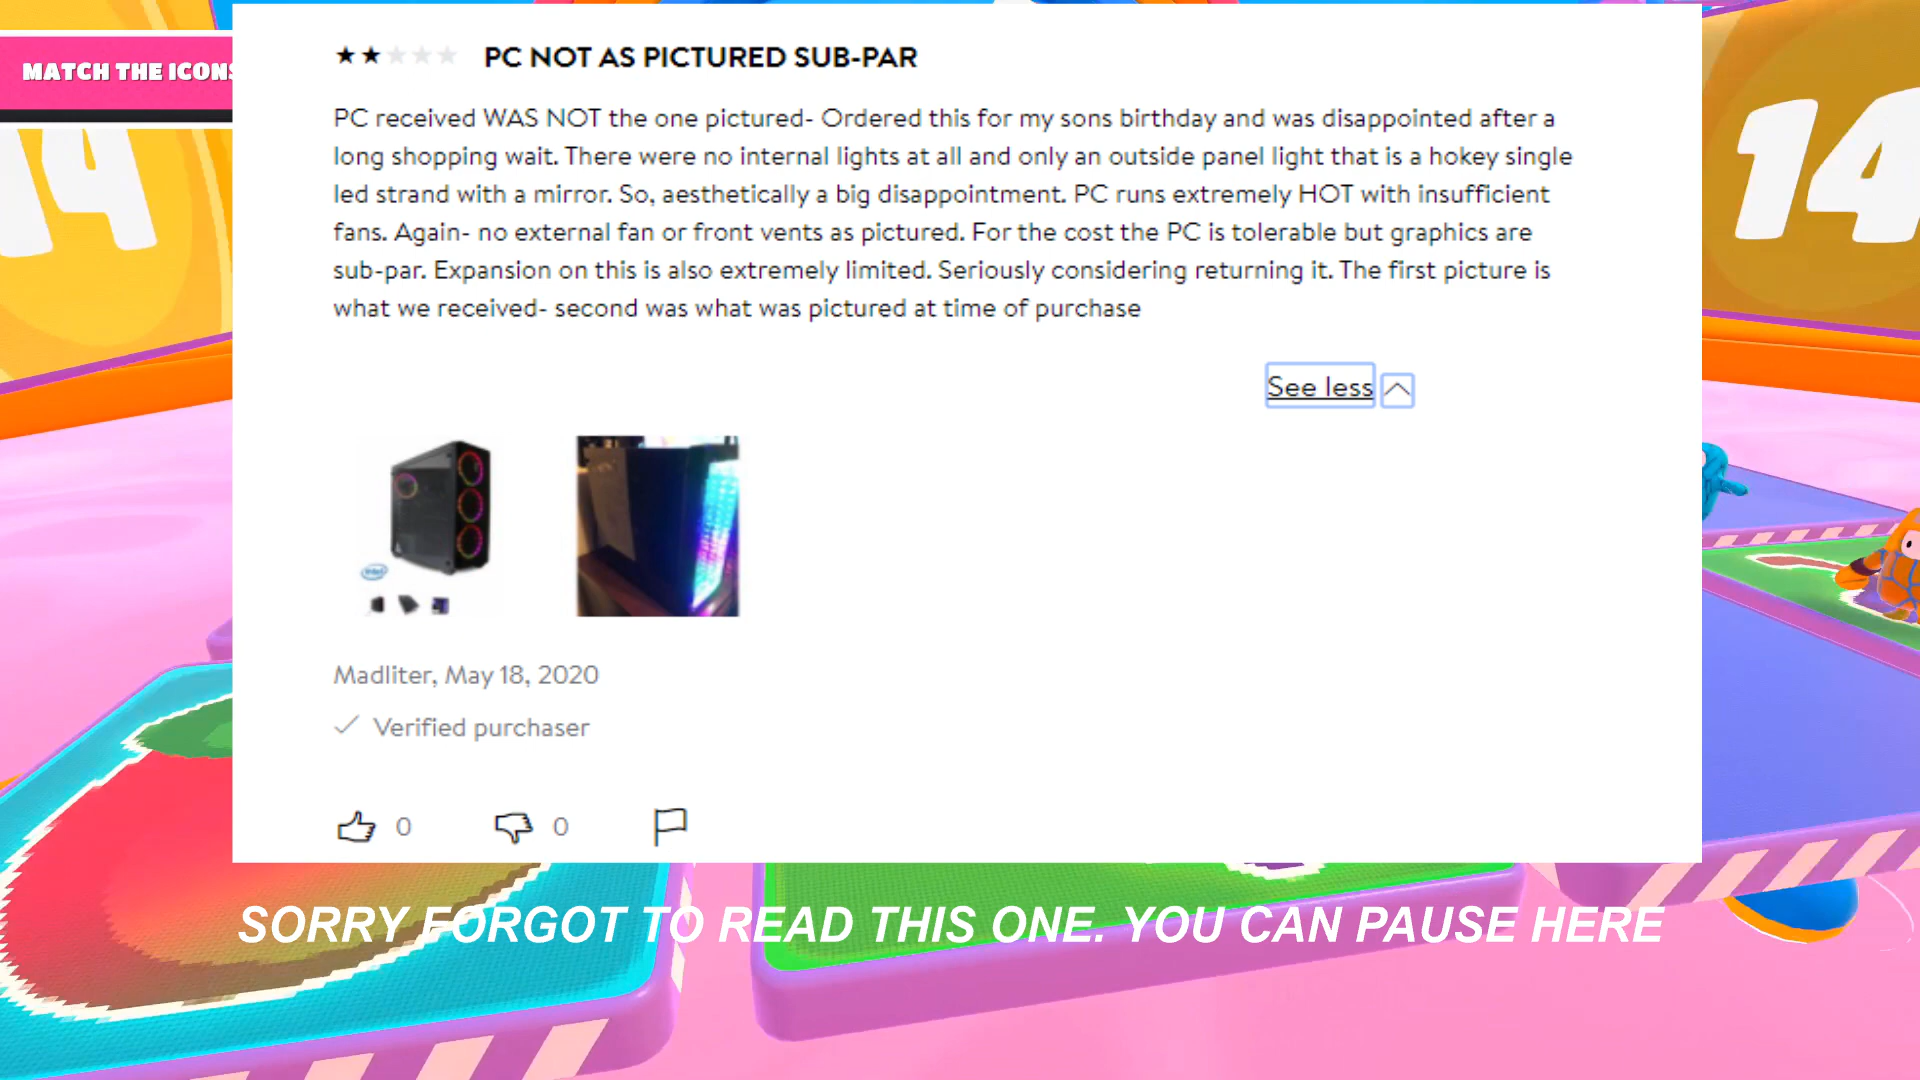 MATCH THE ICONS
14
14
PC NOT AS PICTURED SUB-PAR
PC received WAS NOT the one pictured- Ordered this for my sons birthday and was disappointed after a
long shopping wait. There were no internal lights at all and only an outside panel light that is a hokey single
led strand with a mirror. So, aesthetically a big disappointment. PC runs extremely HOT with insufficient
fans. Again- no external fan or front vents as pictured. For the cost the PC is tolerable but graphics are
sub-par. Expansion on this is also extremely limited. Seriously considering returning it. The first picture is
what we received- second was what was pictured at time of purchase
See less
intel
Madliter, May 18, 2020
Verified purchaser
0
0
SORRY FORGOT TO READ THIS ONE. YOU CAN PAUSE HERE